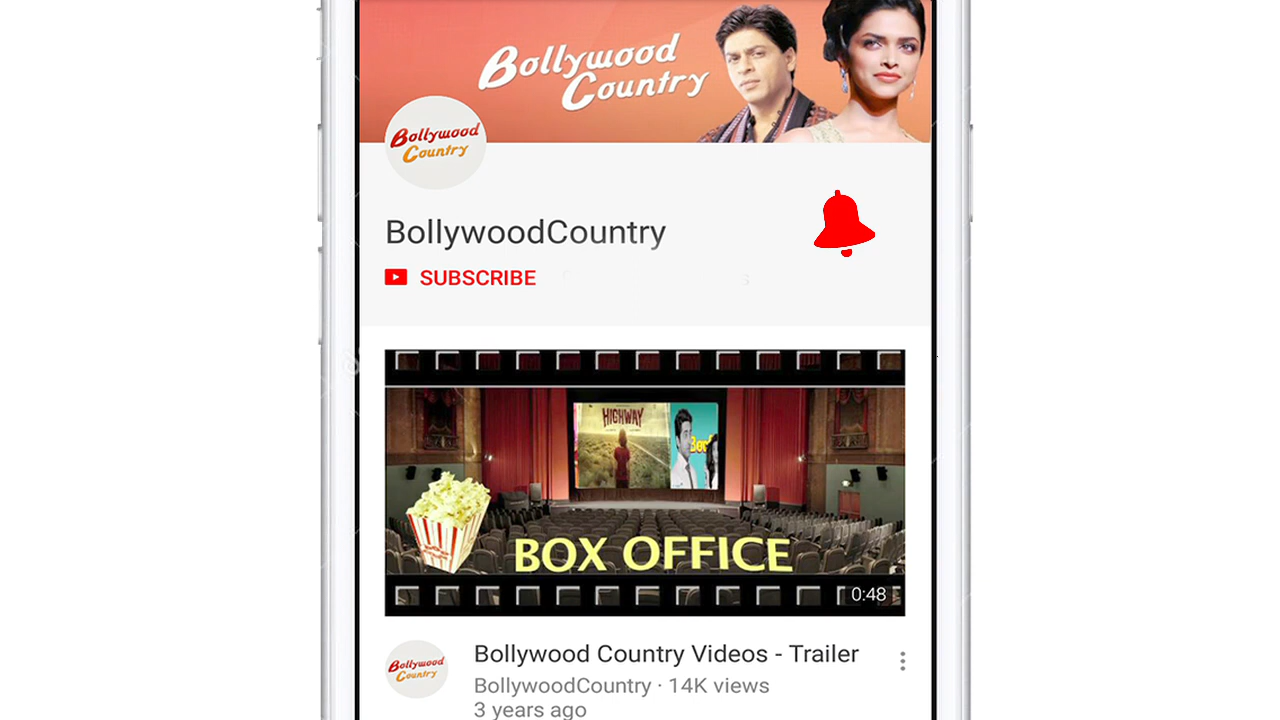 Bollywood
Country
Bollywood
Country
BollywoodCountry
SUBSCRIBE
HIGHWAY
BOX OFFICE
0:48
Bollywood
Country
Bollywood Country Videos - Trailer
BollywoodCountry · 14K views
3 years ago